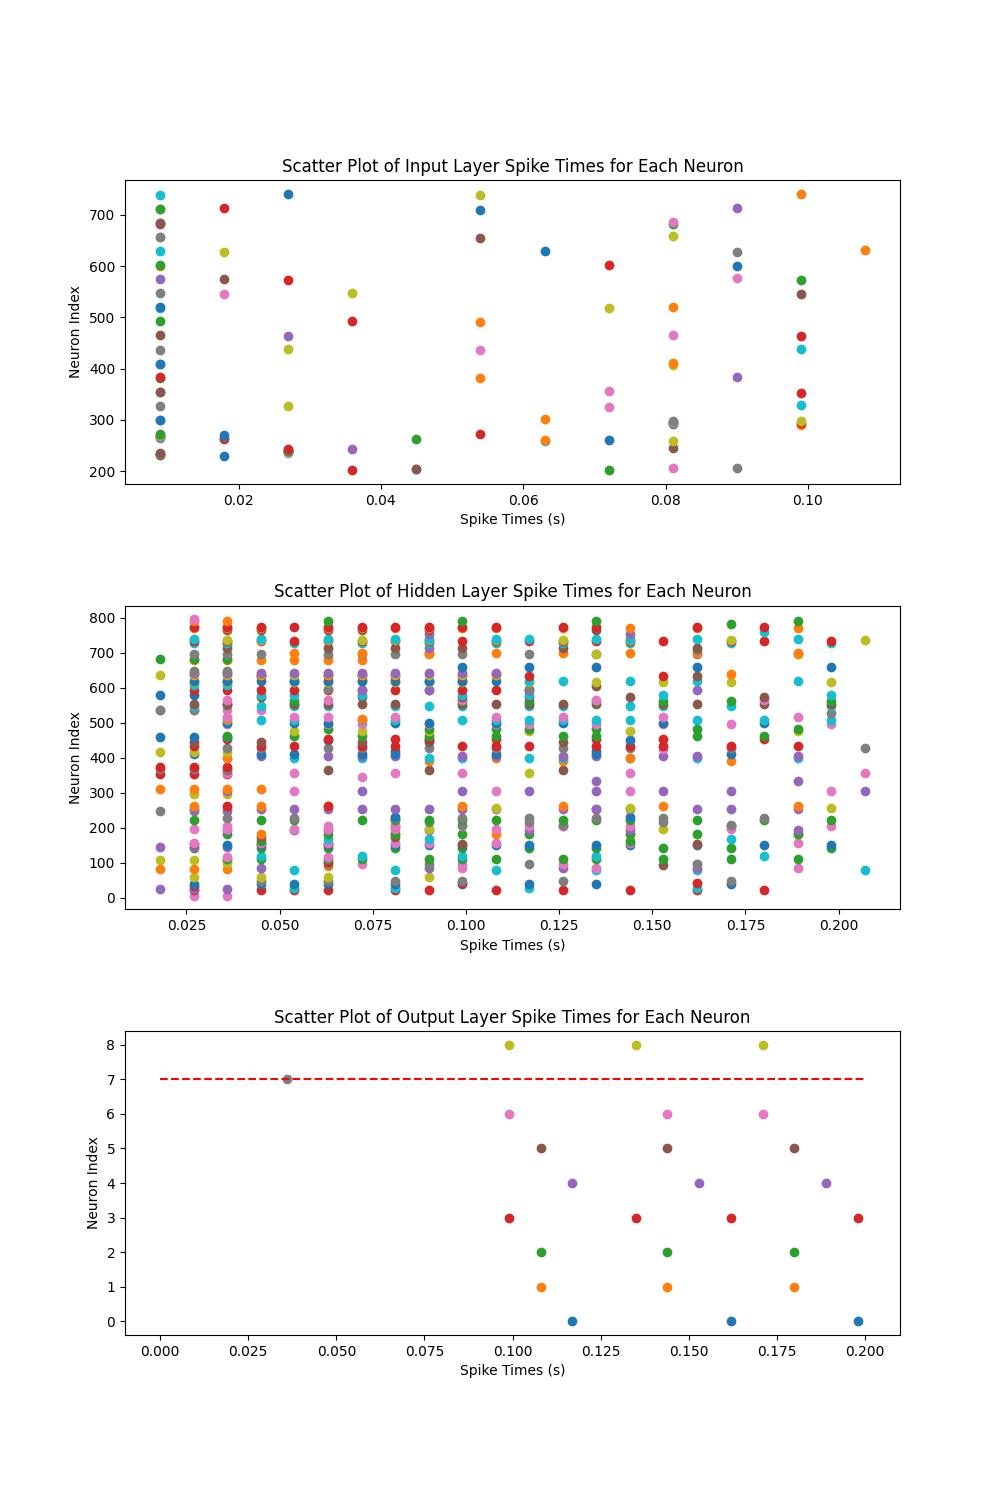 Scatter Plot of Input Layer Spike Times for Each Neuron
Neuron Index
700
600
500
400
300
200
0.02 0.04 0.06 0.08 0.10
Spike Times (s)
Scatter Plot of Hidden Layer Spike Times for Each Neuron
Neuron Index
800
700
600
500
400
300
200
100
0
0.025 0.050 0.075 0.100 0.125 0.150 0.175 0.200
Spike Times (s)
Scatter Plot of Output Layer Spike Times for Each Neuron
Neuron Index
8
7
6
5
4
3
2
1
0
0.000 0.025 0.050 0.075 0.100 0.125 0.150 0.175 0.200
Spike Times (s)